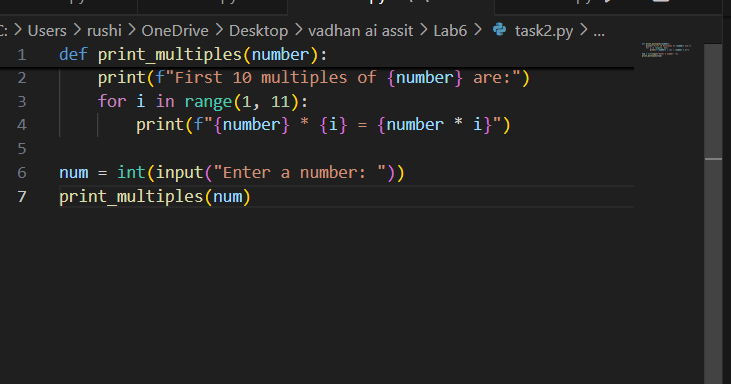 C: > Users > rushi > OneDrive > Desktop > vadhan ai assit > Lab6 > task2.py > ...
1 def print_multiples(number):
2     print(f"First 10 multiples of {number} are:")
3     for i in range(1, 11):
4         print(f"{number} * {i} = {number * i}")
5
6 num = int(input("Enter a number: "))
7 print_multiples(num)